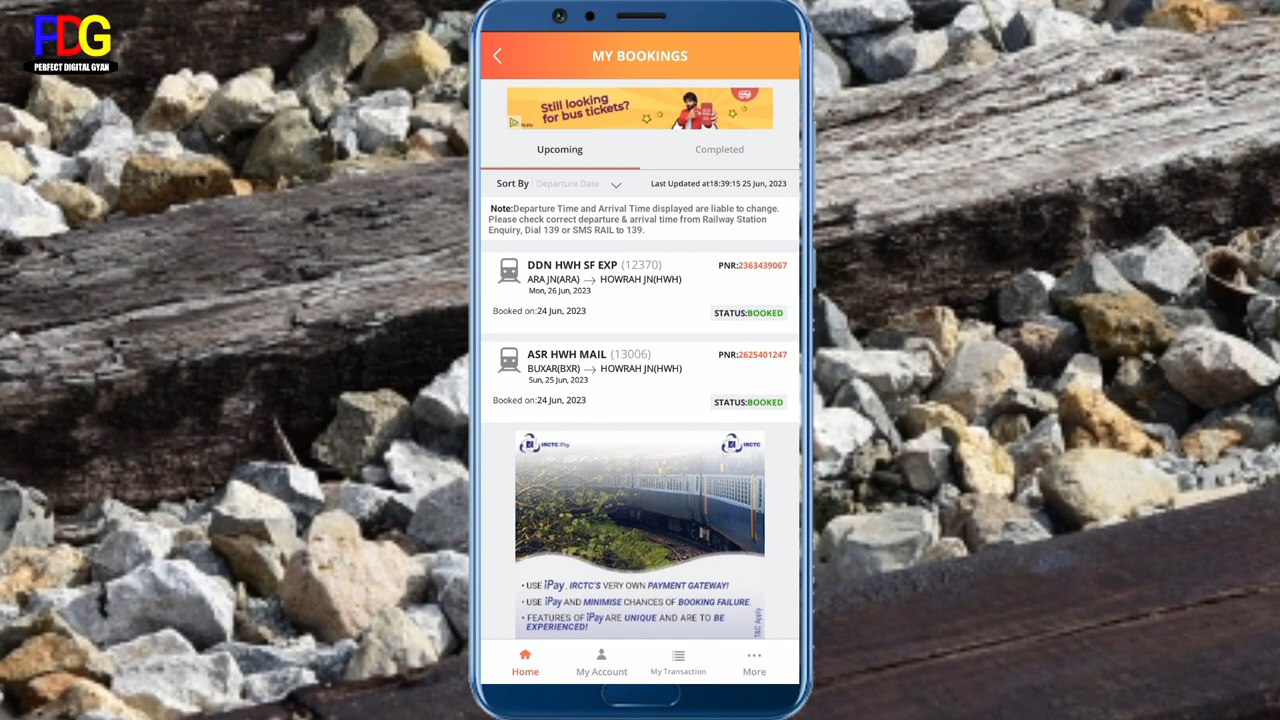 PDG
PERFECT DIGITAL GYAN
MY BOOKINGS
Still looking
for bus tickets?
Upcoming
Completed
Sort By Departure Date
Last Updated at18:39:15 25 Jun, 2023
Note:Departure Time and Arrival Time displayed are liable to change.
Please check correct departure & arrival time from Railway Station
Enquiry, Dial 139 or SMS RAIL to 139.
DDN HWH SF EXP (12370)
PNR:2363439067
ARA JN(ARA) → HOWRAH JN(HWH)
Mon, 26 Jun, 2023
Booked on:24 Jun, 2023
STATUS:BOOKED
ASR HWH MAIL (13006)
PNR:2625401247
BUXAR(BXR) → HOWRAH JN(HWH)
Sun, 25 Jun, 2023
Booked on:24 Jun, 2023
STATUS:BOOKED
IRCTC iPay
IRCTC
• USE iPay, IRCTC'S VERY OWN PAYMENT GATEWAY!
• USE iPay AND MINIMISE CHANCES OF BOOKING FAILURE.
• FEATURES OF iPay ARE UNIQUE AND ARE TO BE
EXPERIENCED!
T&C Apply
Home
My Account
My Transaction
More